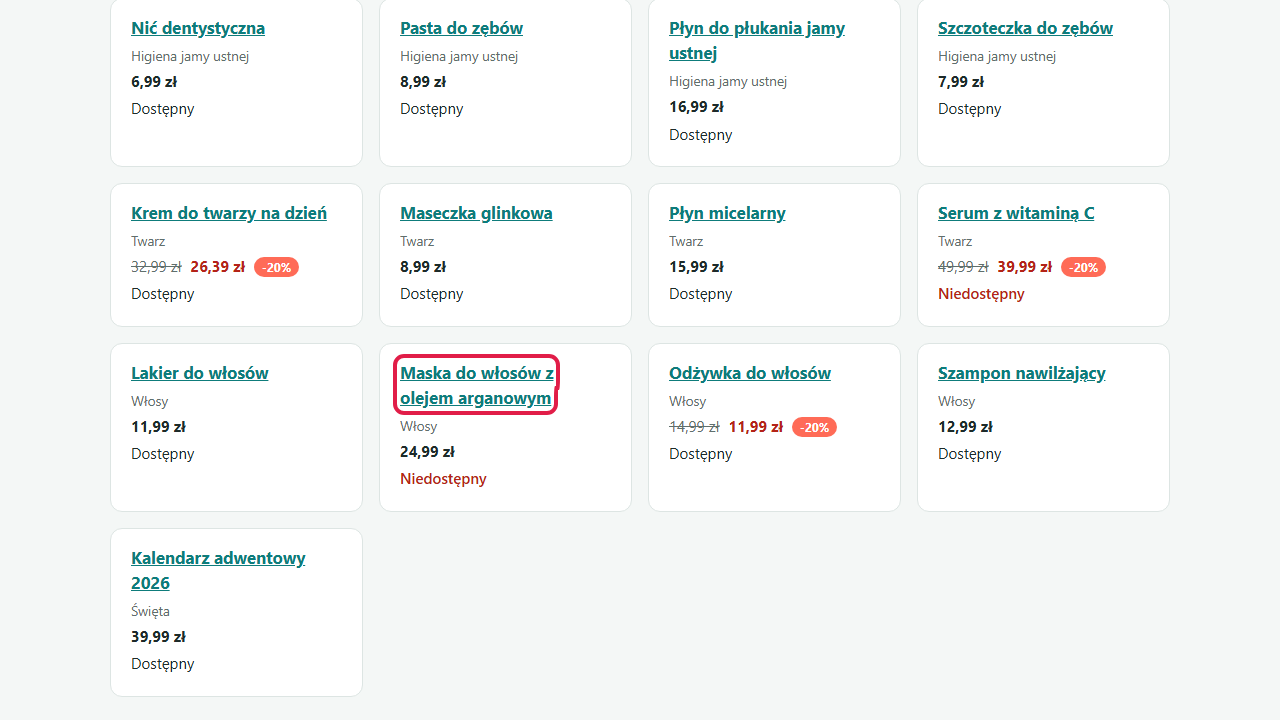 Nić dentystyczna
Higiena jamy ustnej
6,99 zł
Dostępny
Pasta do zębów
Higiena jamy ustnej
8,99 zł
Dostępny
Płyn do płukania jamy
ustnej
Higiena jamy ustnej
16,99 zł
Dostępny
Szczoteczka do zębów
Higiena jamy ustnej
7,99 zł
Dostępny
Krem do twarzy na dzień
Twarz
32,99 zł 26,39 zł -20%
Dostępny
Maseczka glinkowa
Twarz
8,99 zł
Dostępny
Płyn micelarny
Twarz
15,99 zł
Dostępny
Serum z witaminą C
Twarz
49,99 zł 39,99 zł -20%
Niedostępny
Lakier do włosów
Włosy
11,99 zł
Dostępny
Maska do włosów z
olejem arganowym
Włosy
24,99 zł
Niedostępny
Odżywka do włosów
Włosy
14,99 zł 11,99 zł -20%
Dostępny
Szampon nawilżający
Włosy
12,99 zł
Dostępny
Kalendarz adwentowy
2026
Święta
39,99 zł
Dostępny